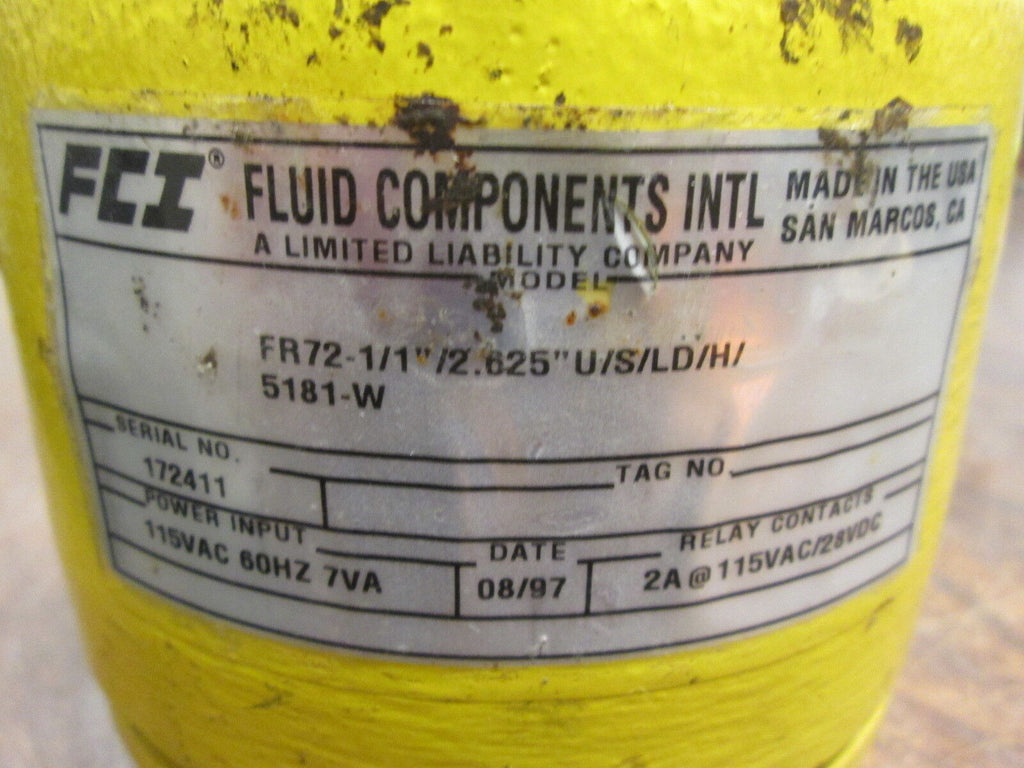 FCI® FLUID COMPONENTS INTL MADE IN THE USA
A LIMITED LIABILITY COMPANY SAN MARCOS, CA
MODEL
FR72-1/1"/2.625" U/S/LD/H/
5181-W
SERIAL NO. TAG NO.
172411
POWER INPUT DATE RELAY CONTACTS
115VAC 60HZ 7VA 08/97 2A @ 115VAC/28VDC